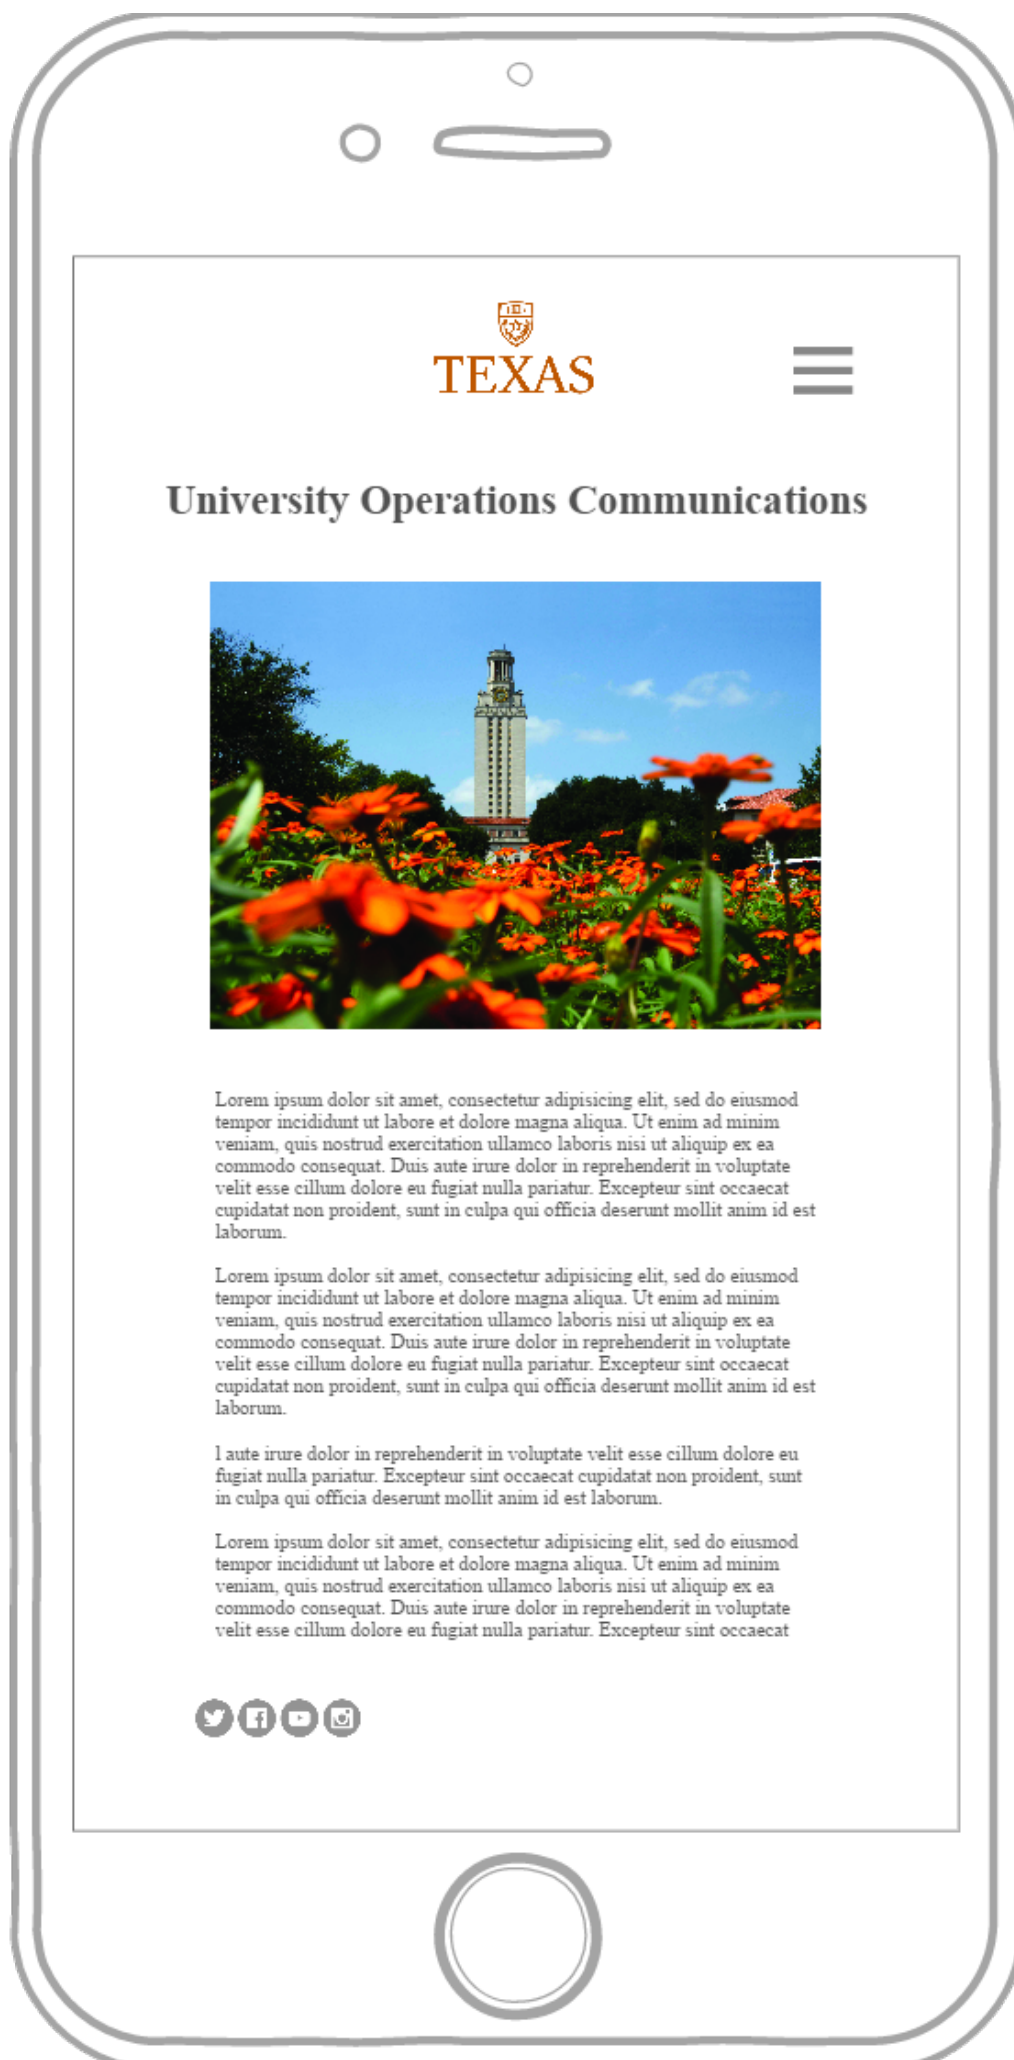 TEXAS
University Operations Communications
Lorem ipsum dolor sit amet, consectetur adipisicing elit, sed do eiusmod
tempor incididunt ut labore et dolore magna aliqua. Ut enim ad minim
veniam, quis nostrud exercitation ullamco laboris nisi ut aliquip ex ea
commodo consequat. Duis aute irure dolor in reprehenderit in voluptate
velit esse cillum dolore eu fugiat nulla pariatur. Excepteur sint occaecat
cupidatat non proident, sunt in culpa qui officia deserunt mollit anim id est
laborum.
Lorem ipsum dolor sit amet, consectetur adipisicing elit, sed do eiusmod
tempor incididunt ut labore et dolore magna aliqua. Ut enim ad minim
veniam, quis nostrud exercitation ullamco laboris nisi ut aliquip ex ea
commodo consequat. Duis aute irure dolor in reprehenderit in voluptate
velit esse cillum dolore eu fugiat nulla pariatur. Excepteur sint occaecat
cupidatat non proident, sunt in culpa qui officia deserunt mollit anim id est
laborum.
l aute irure dolor in reprehenderit in voluptate velit esse cillum dolore eu
fugiat nulla pariatur. Excepteur sint occaecat cupidatat non proident, sunt
in culpa qui officia deserunt mollit anim id est laborum.
Lorem ipsum dolor sit amet, consectetur adipisicing elit, sed do eiusmod
tempor incididunt ut labore et dolore magna aliqua. Ut enim ad minim
veniam, quis nostrud exercitation ullamco laboris nisi ut aliquip ex ea
commodo consequat. Duis aute irure dolor in reprehenderit in voluptate
velit esse cillum dolore eu fugiat nulla pariatur. Excepteur sint occaecat